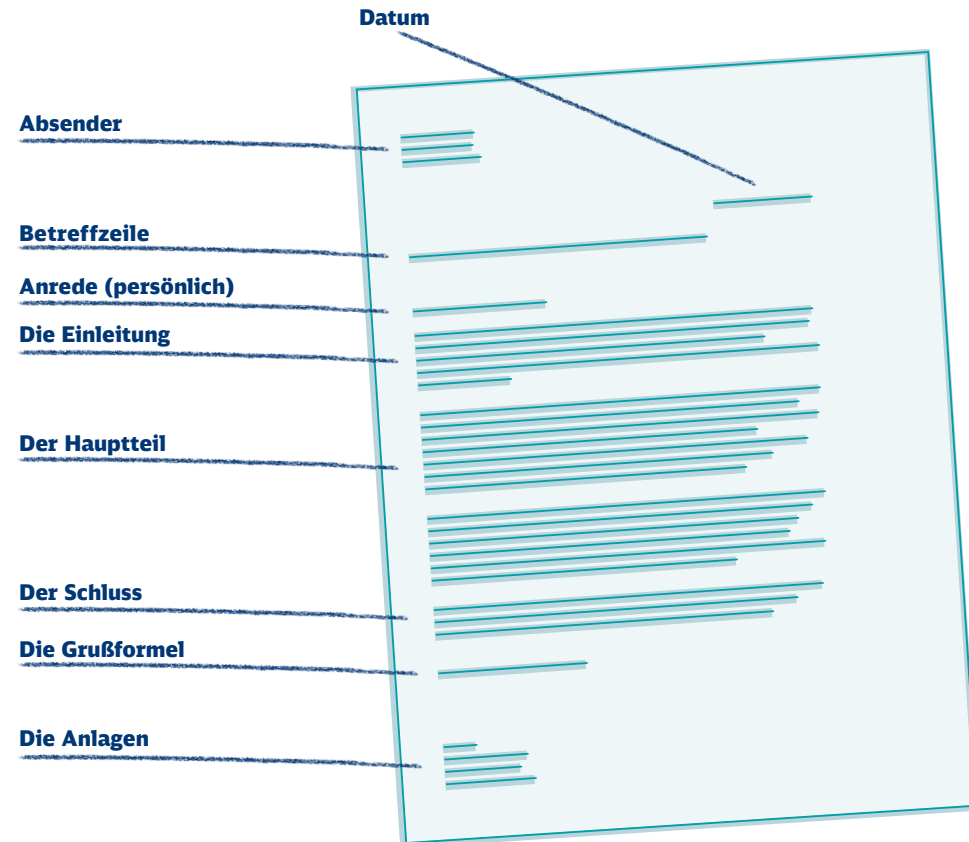 Datum
Absender
Betreffzeile
Anrede (persönlich)
Die Einleitung
Der Hauptteil
Der Schluss
Die Grußformel
Die Anlagen